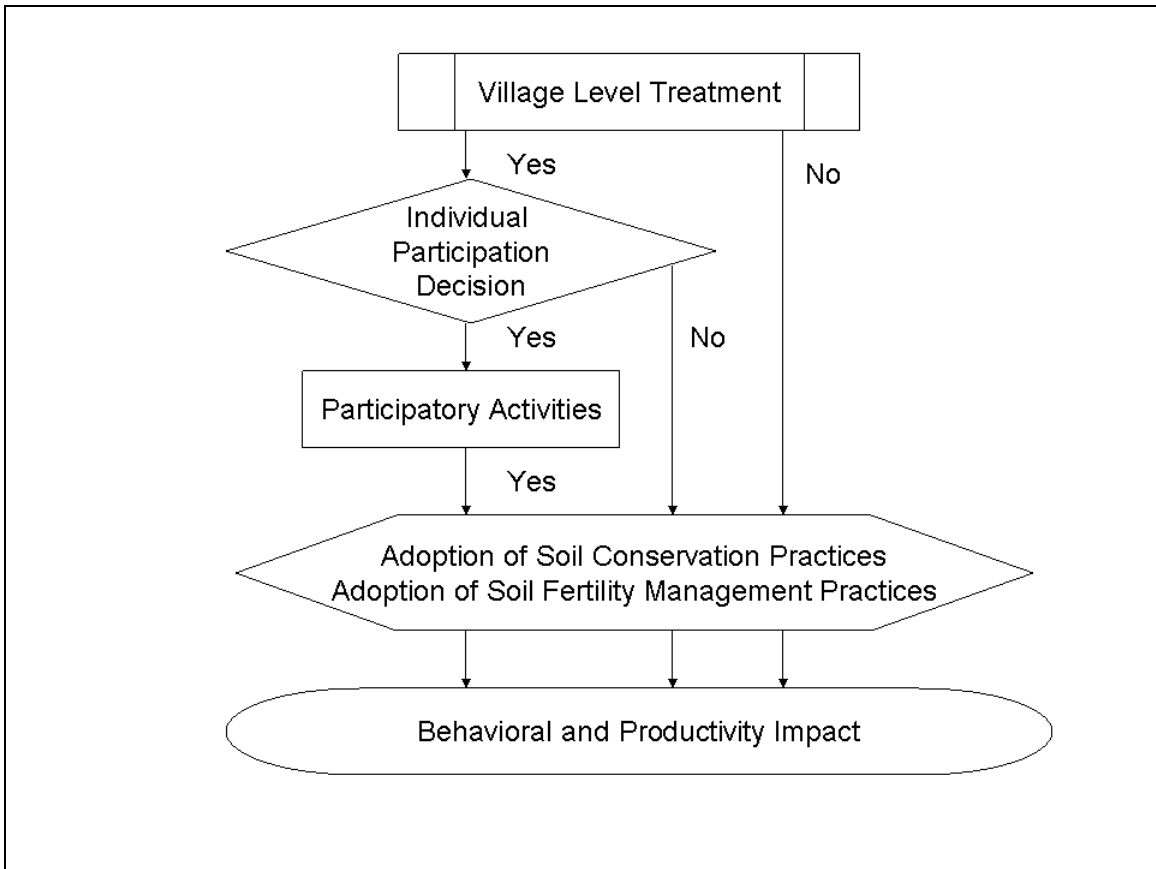 Village Level Treatment
Yes
No
Individual
Participation
Decision
Yes
No
Participatory Activities
Yes
Adoption of Soil Conservation Practices
Adoption of Soil Fertility Management Practices
Behavioral and Productivity Impact